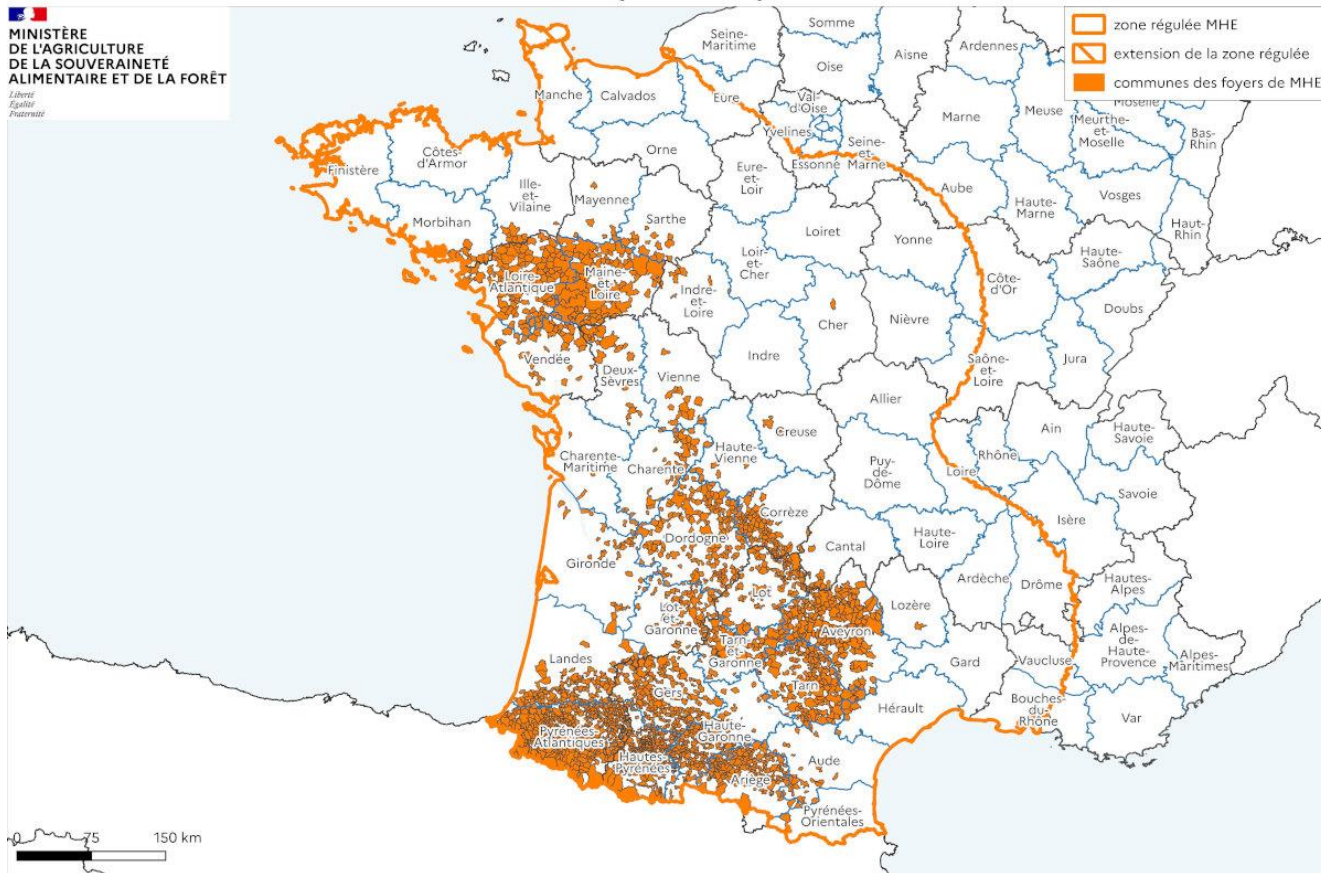 MINISTÈRE
DE L'AGRICULTURE
DE LA SOUVERAINETÉ
ALIMENTAIRE ET DE LA FORÊT
Liberté
Égalité
Fraternité
zone régulée MHE
extension de la zone régulée
communes des foyers de MHE
Seine-
Maritime
Somme
Oise
Aisne
Ardennes
Manche
Calvados
Eure
Val-
d'Oise
Yvelines
Essonne
Seine-
et-
Marne
Marne
Meuse
Moselle
Meurthe-
et-
Moselle
Bas-
Rhin
Finistère
Côtes-
d'Armor
Orne
Eure-
et-
Loir
Aube
Haute-
Marne
Vosges
Haut-
Rhin
Morbihan
Ille-
et-
Vilaine
Mayenne
Sarthe
Loiret
Yonne
Haute-
Saône
Loire-
Atlantique
Maine-
et-
Loire
Indre-
et-
Loire
Loir-
et-
Cher
Cher
Nièvre
Côte-
d'Or
Doubs
Vendée
Deux-
Sèvres
Vienne
Indre
Saône-
et-
Loire
Jura
Allier
Charente-
Maritime
Charente
Haute-
Vienne
Creuse
Puy-
de-
Dôme
Loire
Rhône
Ain
Haute-
Savoie
Savoie
Isère
Corrèze
Dordogne
Gironde
Cantal
Haute-
Loire
Ardèche
Drôme
Hautes-
Alpes
Lot
Lot-
et-
Garonne
Aveyron
Lozère
Tarn-
et-
Garonne
Landes
Gers
Tarn
Gard
Vaucluse
Alpes-
de-
Haute-
Provence
Alpes-
Maritimes
Hérault
Bouches-
du-
Rhône
Var
Pyrénées-
Atlantiques
Hautes-
Pyrénées
Haute-
Garonne
Ariège
Aude
Pyrénées-
Orientales
0 75 150 km